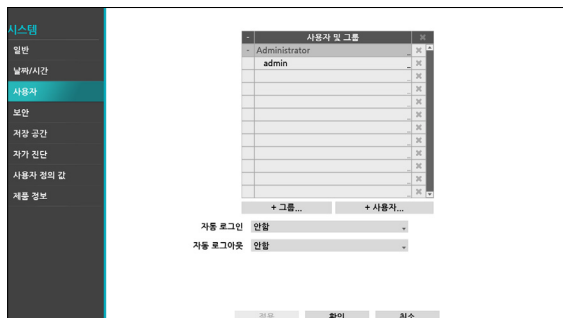 시스템
일반
날짜/시간
사용자
보안
저장 공간
자가 진단
사용자 정의 값
제품 정보
- 사용자 및 그룹
- Administrator
admin
+ 그룹...
+ 사용자...
자동 로그인 안함
자동 로그아웃 안함
적용 확인 취소